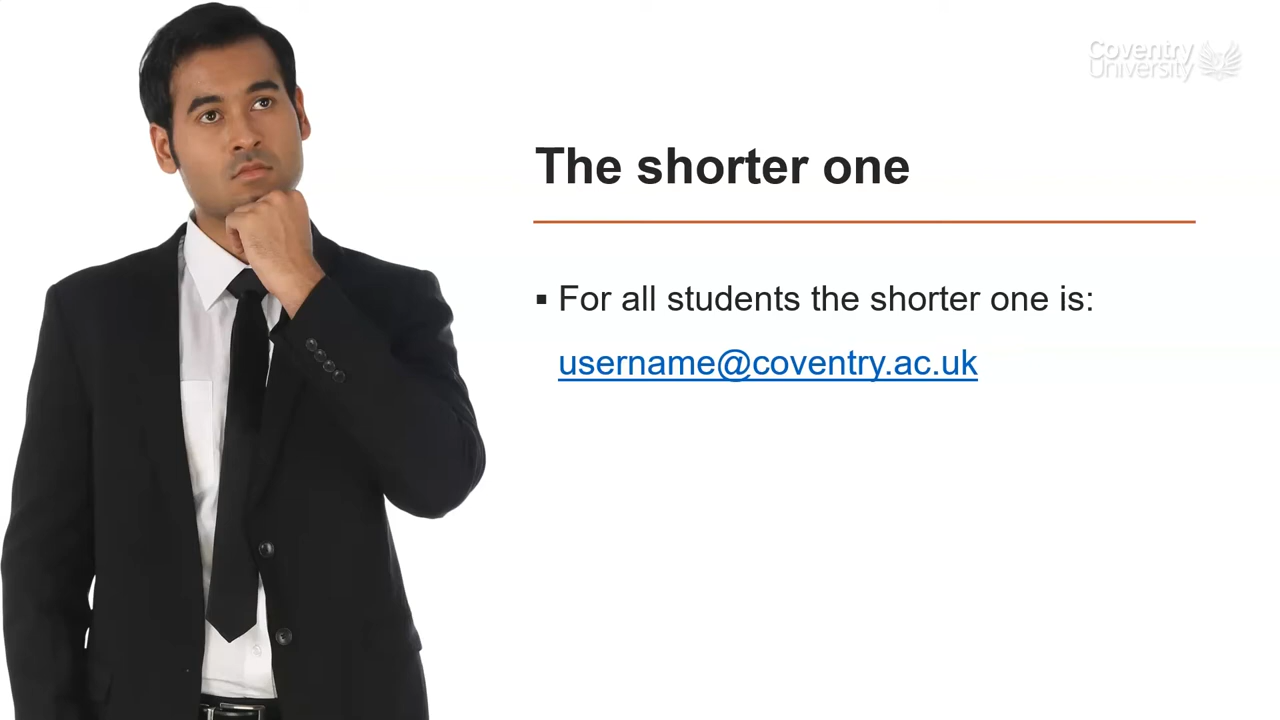 Coventry
University
The shorter one
▪ For all students the shorter one is:
username@coventry.ac.uk